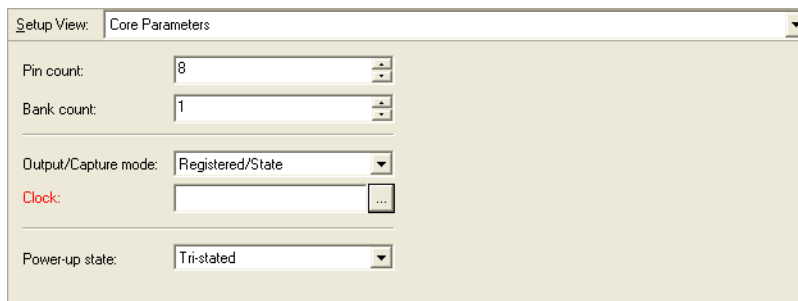 Setup View: Core Parameters
Pin count: 8
Bank count: 1
Output/Capture mode: Registered/State
Clock: ...
Power-up state: Tri-stated